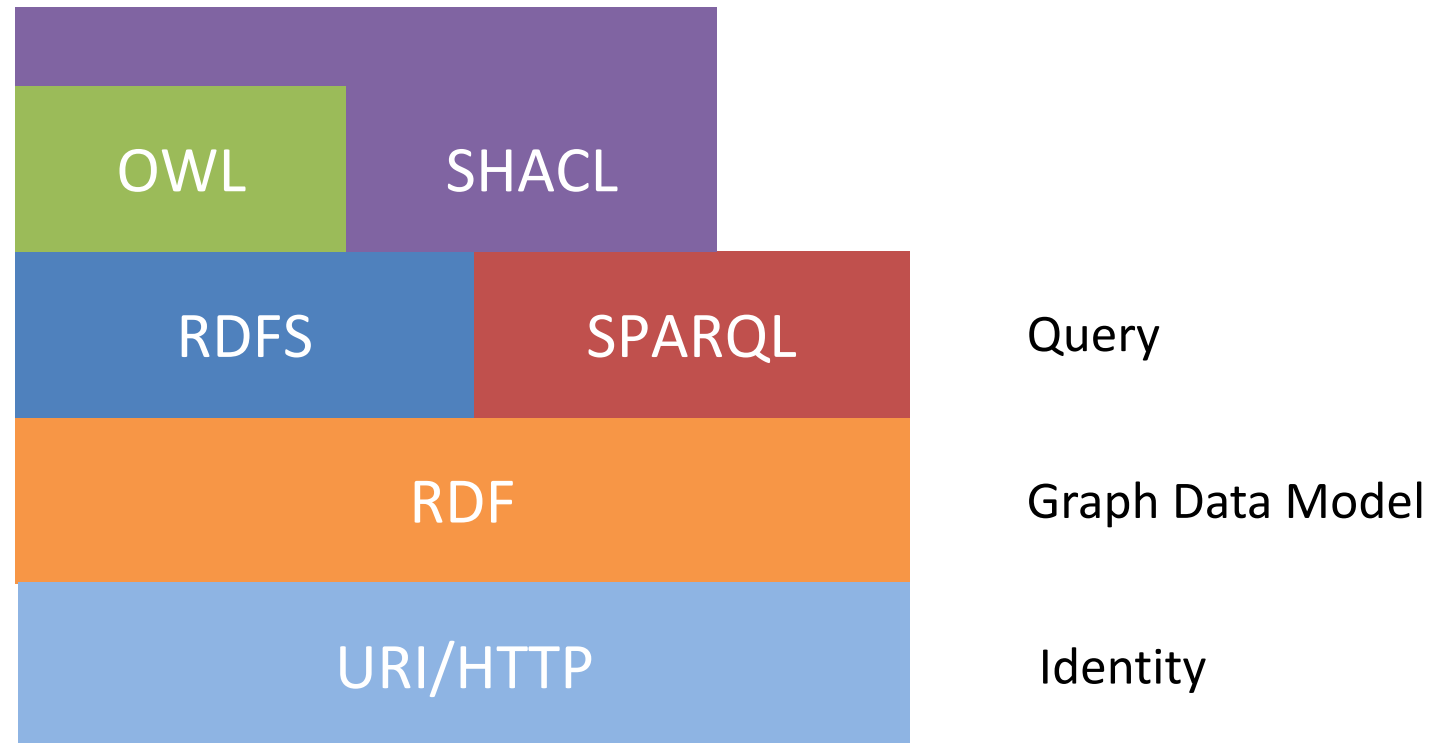 OWL
SHACL
RDFS
SPARQL
Query
RDF
Graph Data Model
URI/HTTP
Identity